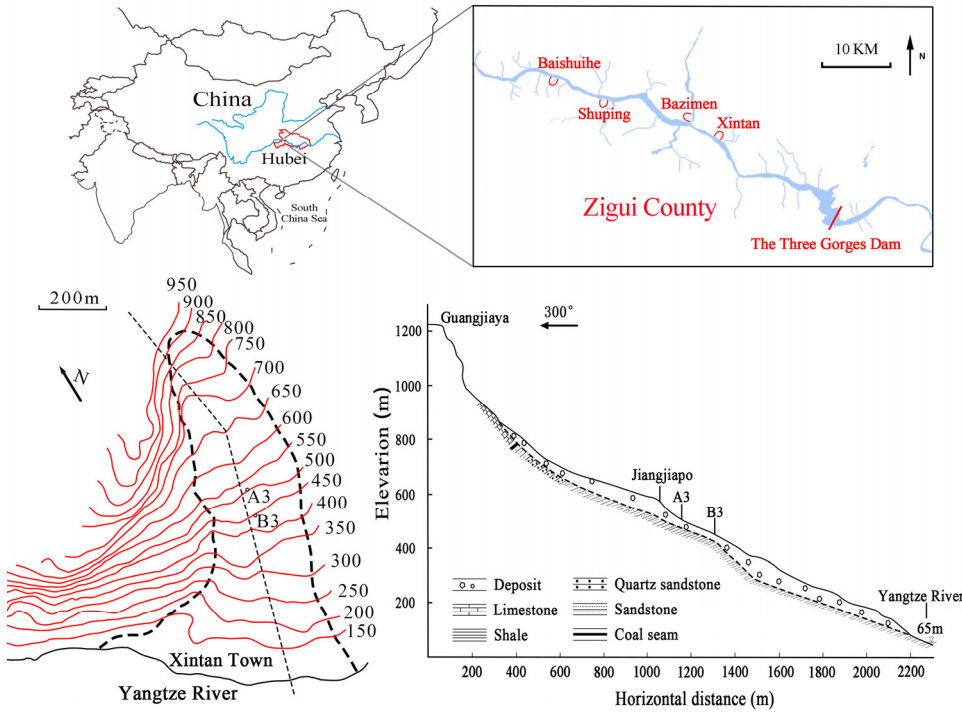 China
Hubei
South
China Sea
10 KM
N
Baishuihe
Shuping
Bazimen
Xintan
Zigui County
The Three Gorges Dam
200m
N
950
900
850
800
750
700
650
600
550
500
450
400
350
300
250
200
150
A3
B3
Xintan Town
Yangtze River
Guangjiaya
300°
Elevarion (m)
1200
1000
800
600
400
200
Jiangjiapo
A3
B3
Yangtze River
65m
Deposit
Quartz sandstone
Limestone
Sandstone
Shale
Coal seam
200 400 600 800 1000 1200 1400 1600 1800 2000 2200
Horizontal distance (m)